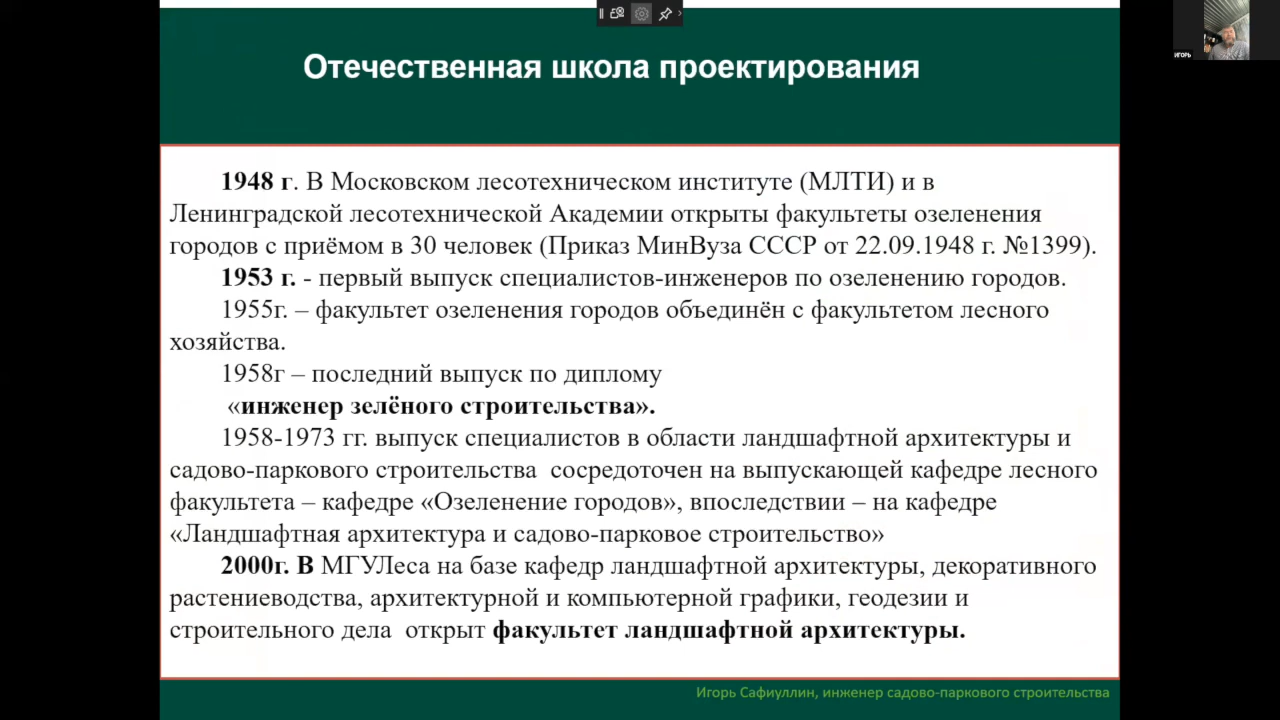 Отечественная школа проектирования
ИГОРЬ
1948 г. В Московском лесотехническом институте (МЛТИ) и в
Ленинградской лесотехнической Академии открыты факультеты озеленения
городов с приёмом в 30 человек (Приказ МинВуза СССР от 22.09.1948 г. №1399).
1953 г. - первый выпуск специалистов-инженеров по озеленению городов.
1955г. – факультет озеленения городов объединён с факультетом лесного
хозяйства.
1958г – последний выпуск по диплому
«инженер зелёного строительства».
1958-1973 гг. выпуск специалистов в области ландшафтной архитектуры и
садово-паркового строительства сосредоточен на выпускающей кафедре лесного
факультета – кафедре «Озеленение городов», впоследствии – на кафедре
«Ландшафтная архитектура и садово-парковое строительство»
2000г. В МГУЛеса на базе кафедр ландшафтной архитектуры, декоративного
растениеводства, архитектурной и компьютерной графики, геодезии и
строительного дела открыт факультет ландшафтной архитектуры.
Игорь Сафиуллин, инженер садово-паркового строительства